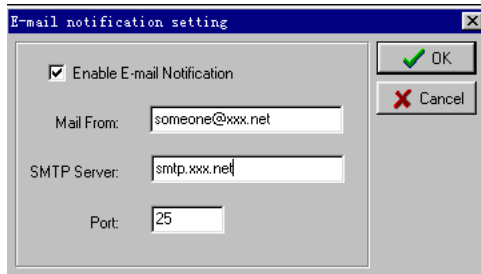 E-mail notification setting
OK
Enable E-mail Notification
Cancel
Mail From: someone@xxx.net
SMTP Server: smtp.xxx.net
Port: 25